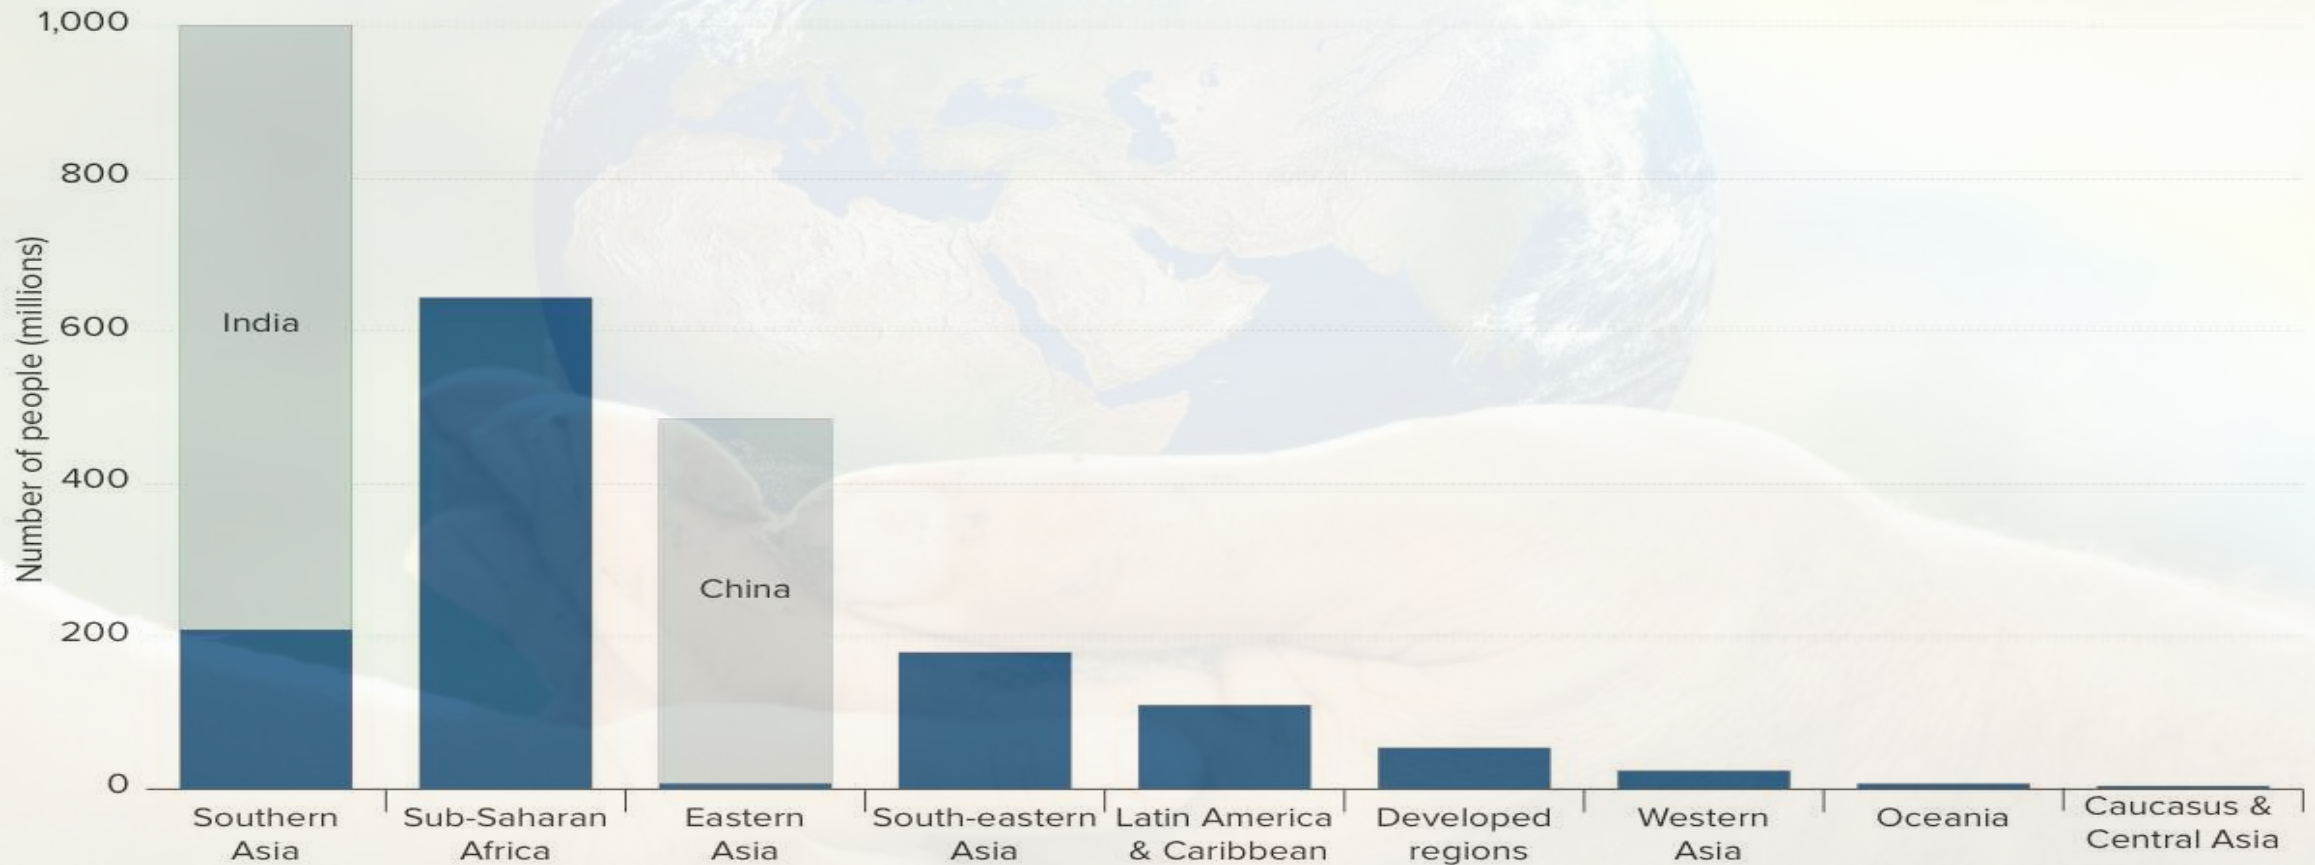 Number of people (millions)
1,000
800
600
400
200
0
India
China
Southern
Asia
Sub-Saharan
Africa
Eastern
Asia
South-eastern
Asia
Latin America
& Caribbean
Developed
regions
Western
Asia
Oceania
Caucasus &
Central Asia